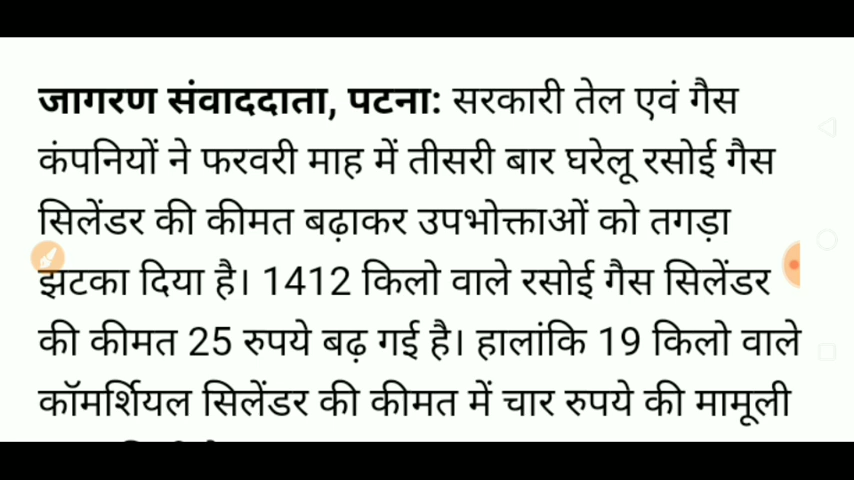 जागरण संवाददाता, पटना: सरकारी तेल एवं गैस
कंपनियों ने फरवरी माह में तीसरी बार घरेलू रसोई गैस
सिलेंडर की कीमत बढ़ाकर उपभोक्ताओं को तगड़ा
झटका दिया है। 1412 किलो वाले रसोई गैस सिलेंडर
की कीमत 25 रुपये बढ़ गई है। हालांकि 19 किलो वाले
कॉमर्शियल सिलेंडर की कीमत में चार रुपये की मामूली